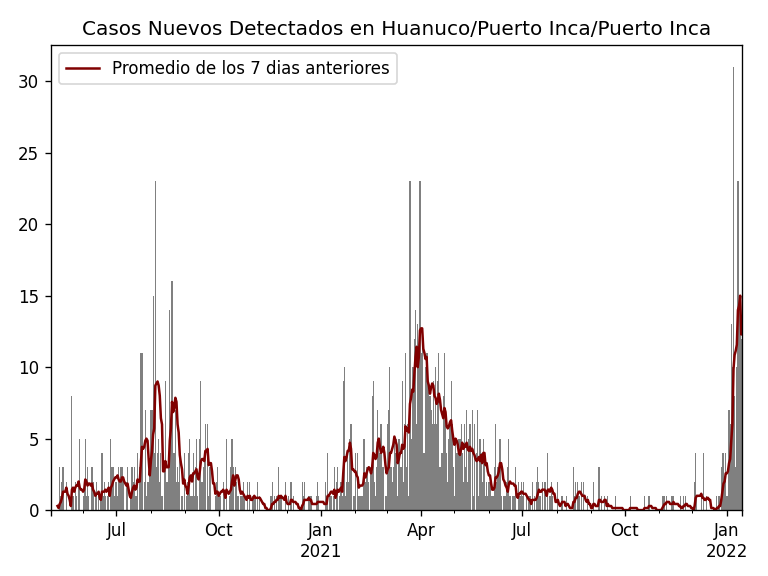 Casos Nuevos Detectados en Huanuco/Puerto Inca/Puerto Inca
Promedio de los 7 dias anteriores
30
25
20
15
10
5
0
Jul Oct Jan Apr Jul Oct Jan
2021 2022